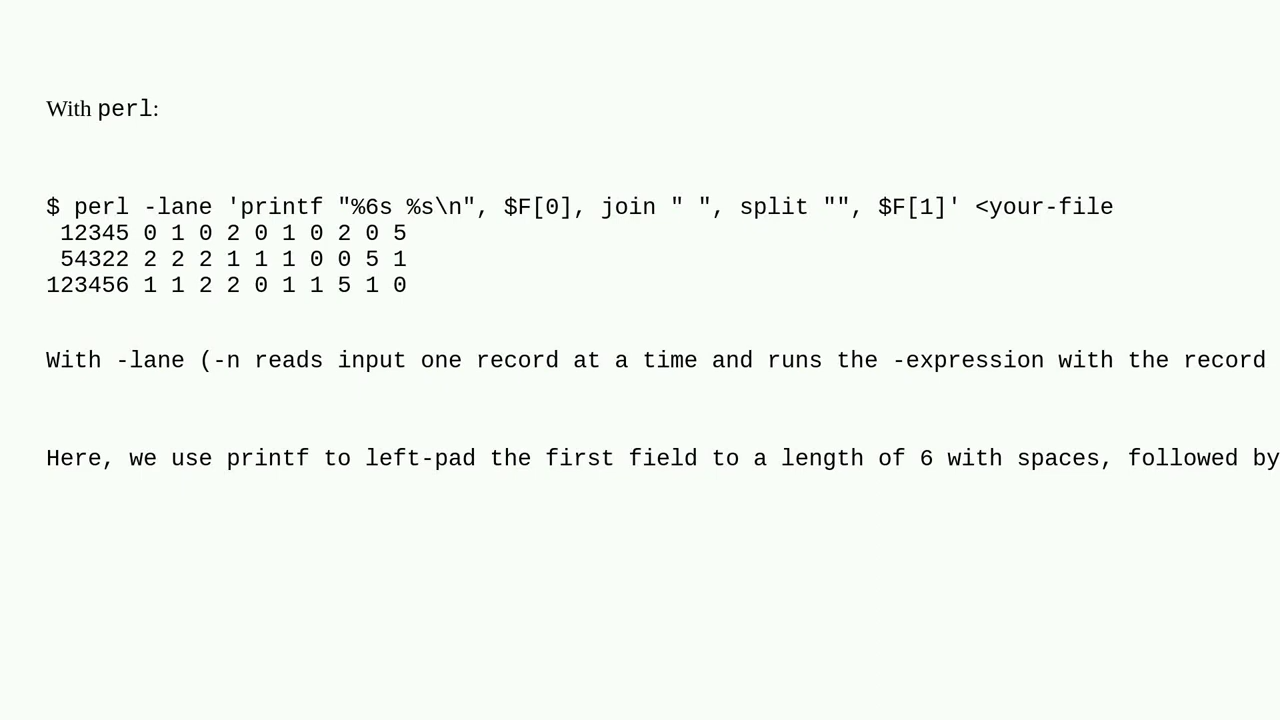 With perl:
$ perl -lane 'printf "%6s %s\n", $F[0], join " ", split "", $F[1]' <your-file
 12345 0 1 0 2 0 1 0 2 0 5
 54322 2 2 2 1 1 1 0 0 5 1
123456 1 1 2 2 0 1 1 5 1 0
With -lane (-n reads input one record at a time and runs the -expression with the record
Here, we use printf to left-pad the first field to a length of 6 with spaces, followed by